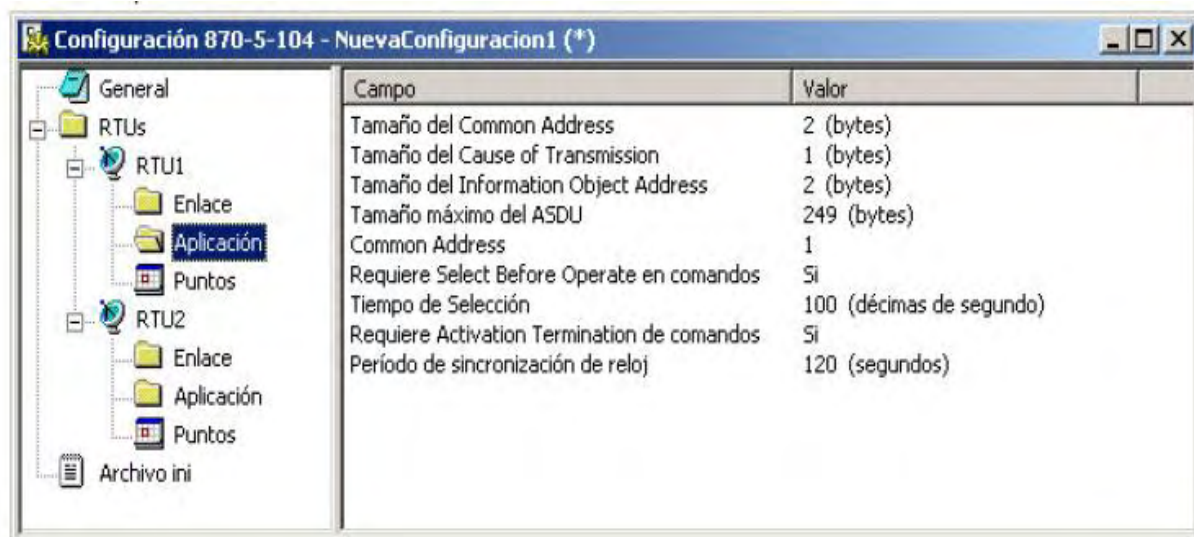 Configuración 870-5-104 - NuevaConfiguracion1 (*)
General
RTUs
RTU1
Enlace
Aplicación
Puntos
RTU2
Enlace
Aplicación
Puntos
Archivo ini
Campo Valor
Tamaño del Common Address 2 (bytes)
Tamaño del Cause of Transmission 1 (bytes)
Tamaño del Information Object Address 2 (bytes)
Tamaño máximo del ASDU 249 (bytes)
Common Address 1
Requiere Select Before Operate en comandos Si
Tiempo de Selección 100 (décimas de segundo)
Requiere Activation Termination de comandos Si
Período de sincronización de reloj 120 (segundos)